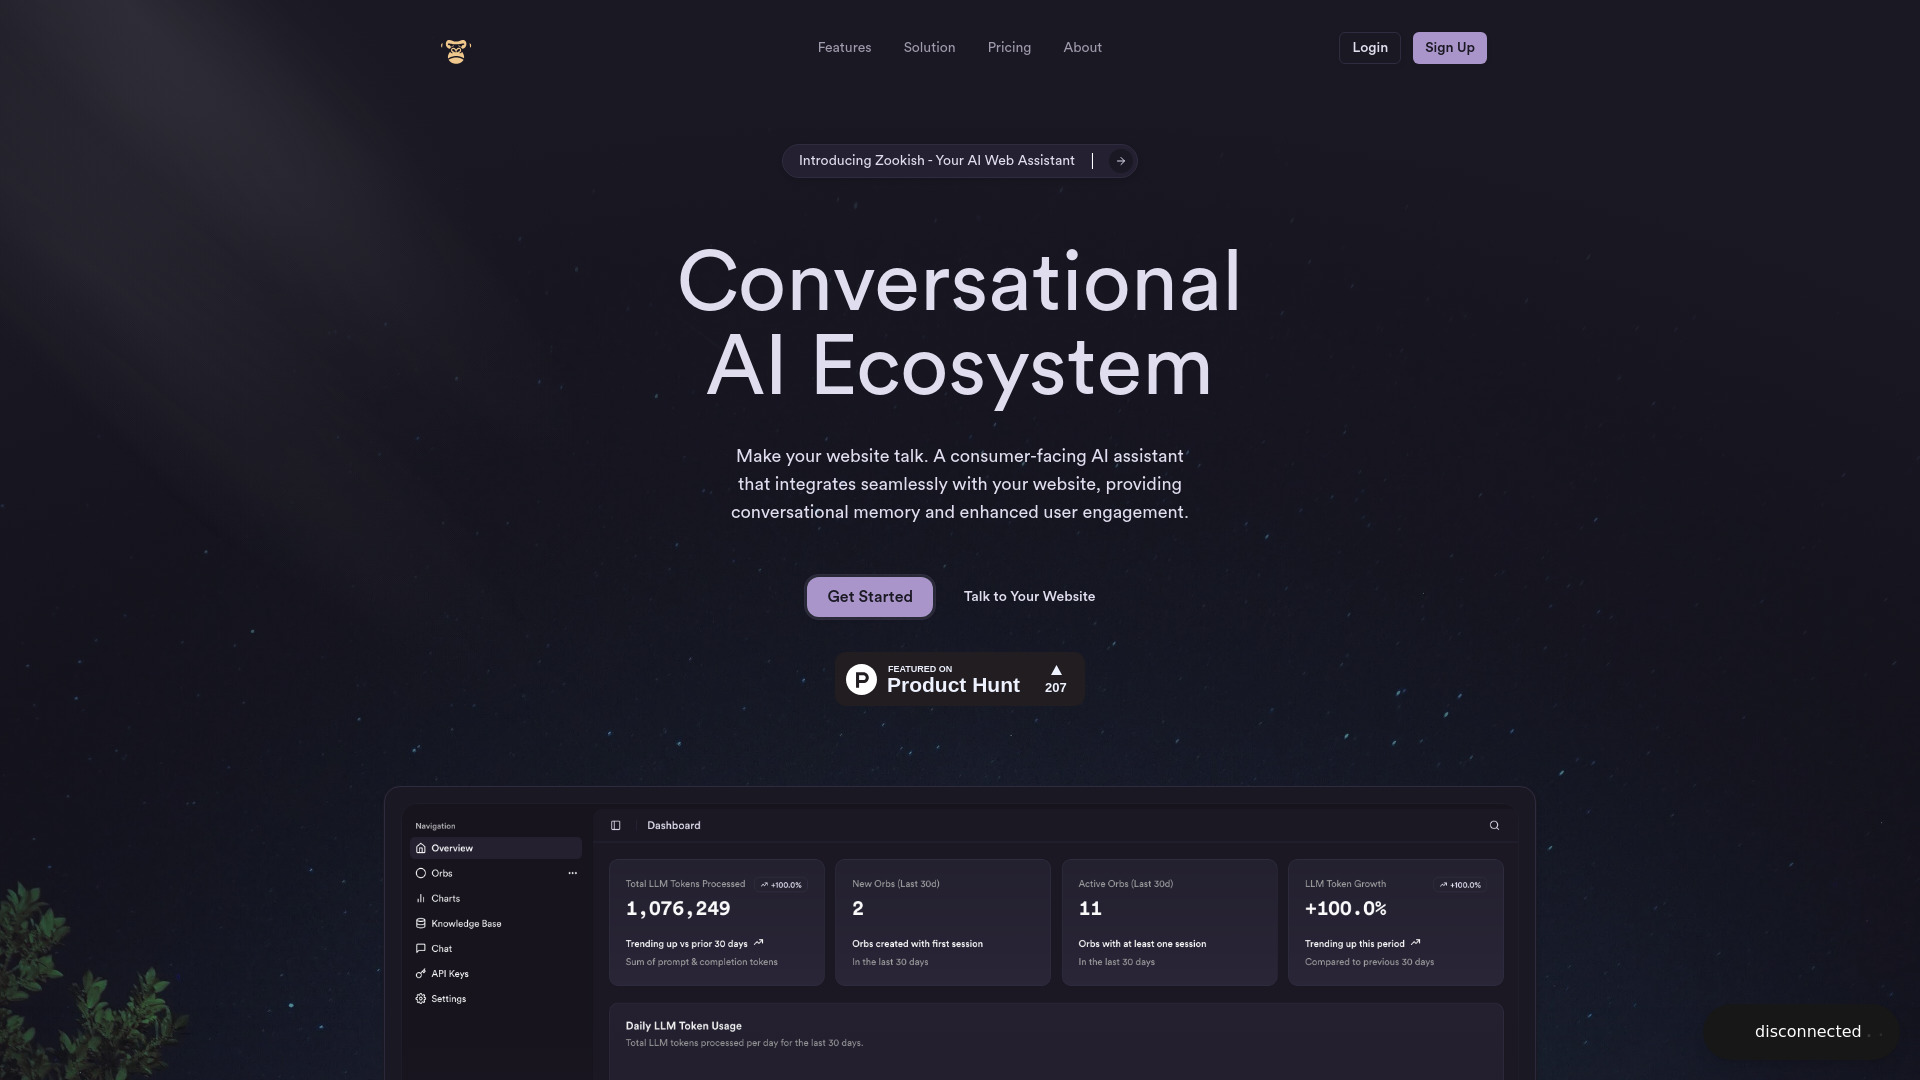 Features
Solution
Pricing
About
Login
Sign Up
Introducing Zookish - Your AI Web Assistant
Conversational
AI Ecosystem
Make your website talk. A consumer-facing AI assistant
that integrates seamlessly with your website, providing
conversational memory and enhanced user engagement.
Get Started
Talk to Your Website
P
FEATURED ON
Product Hunt
207
Navigation
Overview
Orbs
Charts
Knowledge Base
Chat
API Keys
Settings
Dashboard
Total LLM Tokens Processed
+100.0%
1,076,249
Trending up vs prior 30 days
Sum of prompt & completion tokens
New Orbs (Last 30d)
2
Orbs created with first session
In the last 30 days
Active Orbs (Last 30d)
11
Orbs with at least one session
In the last 30 days
LLM Token Growth
+100.0%
+100.0%
Trending up this period
Compared to previous 30 days
Daily LLM Token Usage
Total LLM tokens processed per day for the last 30 days.
disconnected